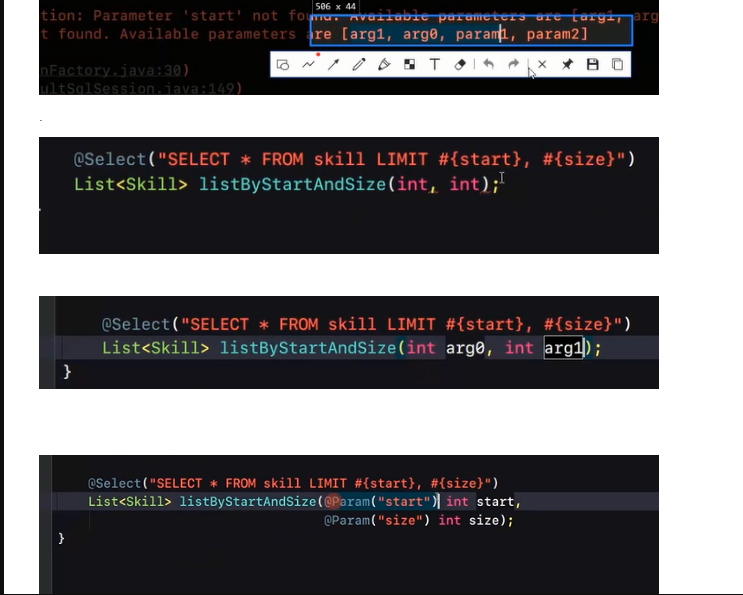 506 x 44
tion: Parameter 'start' not found. Available parameters are [arg1, arg
t found. Available parameters are [arg1, arg0, param1, param2]
nFactory.java:30)
ultSqlSession.java:149)
@Select("SELECT * FROM skill LIMIT #{start}, #{size}")
List<Skill> listByStartAndSize(int, int);
@Select("SELECT * FROM skill LIMIT #{start}, #{size}")
List<Skill> listByStartAndSize(int arg0, int arg1);
}
@Select("SELECT * FROM skill LIMIT #{start}, #{size}")
List<Skill> listByStartAndSize(@Param("start") int start,
@Param("size") int size);
}